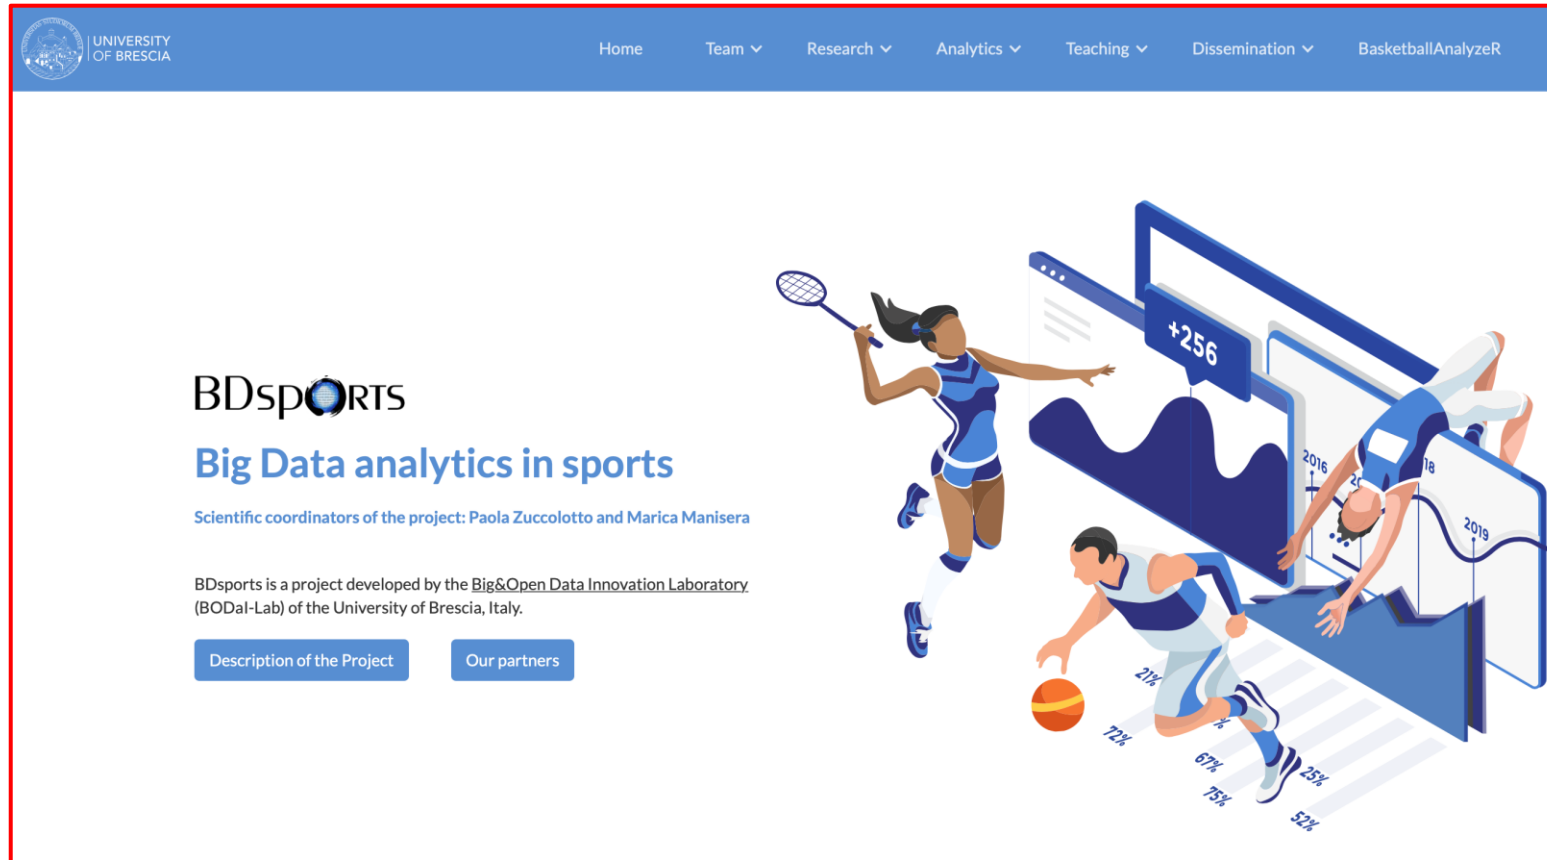 UNIVERSITY
OF BRESCIA
Home Team Research Analytics Teaching Dissemination BasketballAnalyzeR
BDspORTS
Big Data analytics in sports
Scientific coordinators of the project: Paola Zuccolotto and Marica Manisera
BDsports is a project developed by the Big&Open Data Innovation Laboratory
(BODaI-Lab) of the University of Brescia, Italy.
Description of the Project Our partners
+256
2016
18
2019
21%
72%
67%
25%
75%
52%